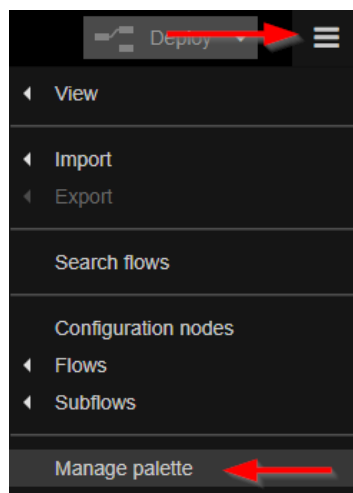 Deploy
View
Import
Export
Search flows
Configuration nodes
Flows
Subflows
Manage palette